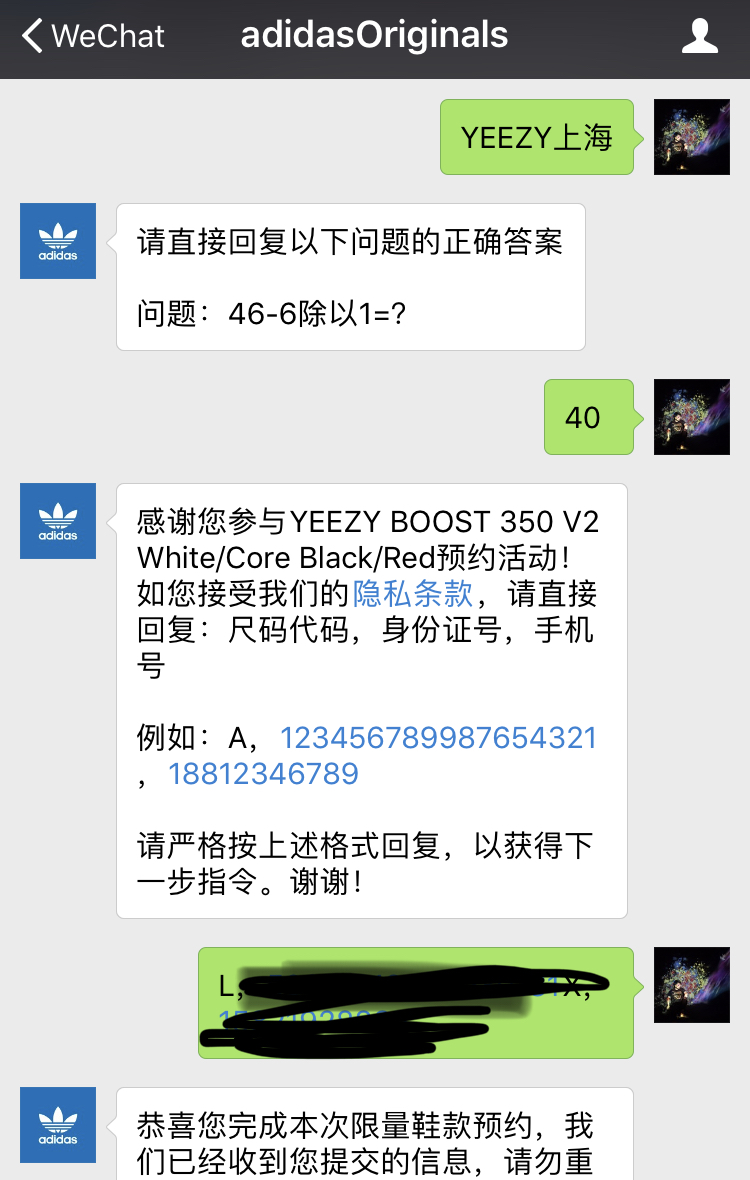 WeChat
adidasOriginals
YEEZY上海
adidas
请直接回复以下问题的正确答案
问题：46-6除以1=?
40
adidas
感谢您参与YEEZY BOOST 350 V2
White/Core Black/Red预约活动！
如您接受我们的隐私条款，请直接
回复：尺码代码，身份证号，手机
号
例如：A，123456789987654321
，18812346789
请严格按上述格式回复，以获得下
一步指令。谢谢！
L,
X,
adidas
恭喜您完成本次限量鞋款预约，我
们已经收到您提交的信息，请勿重